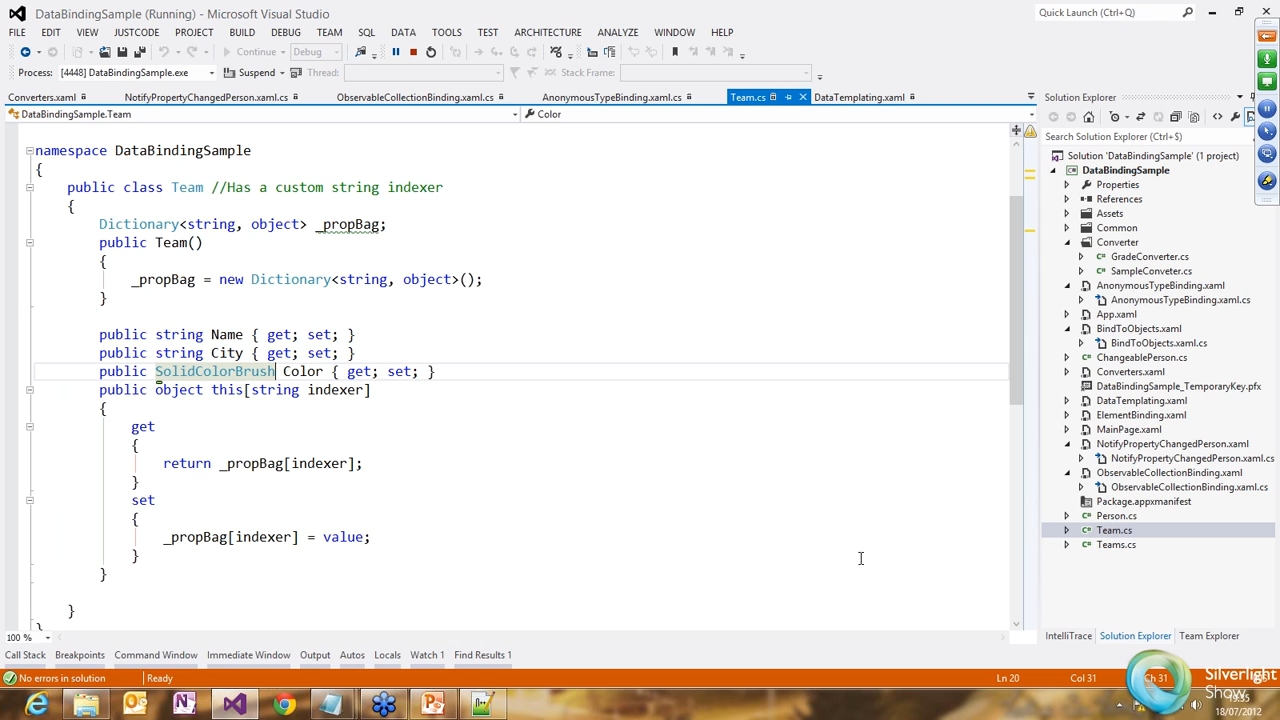 DataBindingSample (Running) - Microsoft Visual Studio
Quick Launch (Ctrl+Q)
FILE EDIT VIEW JUSTCODE PROJECT BUILD DEBUG TEAM SQL DATA TOOLS TEST ARCHITECTURE ANALYZE WINDOW HELP
Continue Debug
Process: [4448] DataBindingSample.exe Suspend Thread: Stack Frame:
Converters.xaml NotifyPropertyChangedPerson.xaml.cs ObservableCollectionBinding.xaml.cs AnonymousTypeBinding.xaml.cs Team.cs DataTemplating.xaml
DataBindingSample.Team Color
namespace DataBindingSample
{
public class Team //Has a custom string indexer
{
Dictionary<string, object> _propBag;
public Team()
{
_propBag = new Dictionary<string, object>();
}
public string Name { get; set; }
public string City { get; set; }
public SolidColorBrush Color { get; set; }
public object this[string indexer]
{
get
{
return _propBag[indexer];
}
set
{
_propBag[indexer] = value;
}
}
}
}
100 %
Solution Explorer
Search Solution Explorer (Ctrl+$)
Solution 'DataBindingSample' (1 project)
DataBindingSample
Properties
References
Assets
Common
Converter
GradeConverter.cs
SampleConveter.cs
AnonymousTypeBinding.xaml
AnonymousTypeBinding.xaml.cs
App.xaml
BindToObjects.xaml
BindToObjects.xaml.cs
ChangeablePerson.cs
Converters.xaml
DataBindingSample_TemporaryKey.pfx
DataTemplating.xaml
ElementBinding.xaml
MainPage.xaml
NotifyPropertyChangedPerson.xaml
NotifyPropertyChangedPerson.xaml.cs
ObservableCollectionBinding.xaml
ObservableCollectionBinding.xaml.cs
Package.appxmanifest
Person.cs
Team.cs
Teams.cs
IntelliTrace Solution Explorer Team Explorer
Call Stack Breakpoints Command Window Immediate Window Output Autos Locals Watch 1 Find Results 1
No errors in solution Ready Ln 20 Col 31 Ch 31
Silverlight
Show
18/07/2012